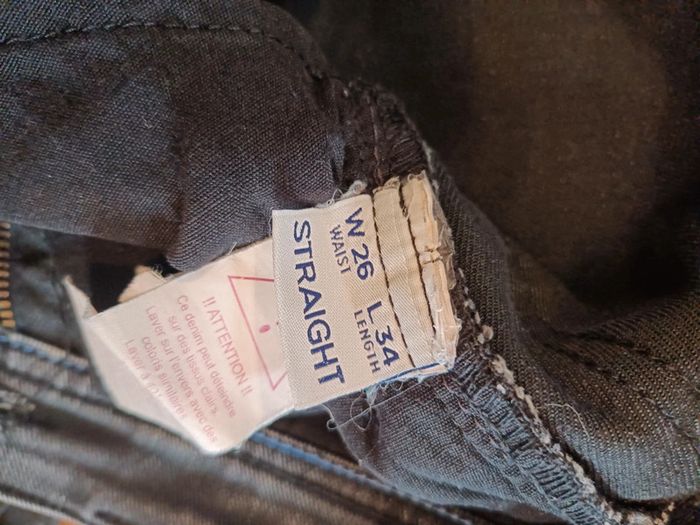 W 26 L 34
WAIST LENGTH
STRAIGHT
!! ATTENTION !!
Ce denim peut déteindre
sur des tissus clairs.
Laver sur l'envers avec des
coloris similaires.
Laver à